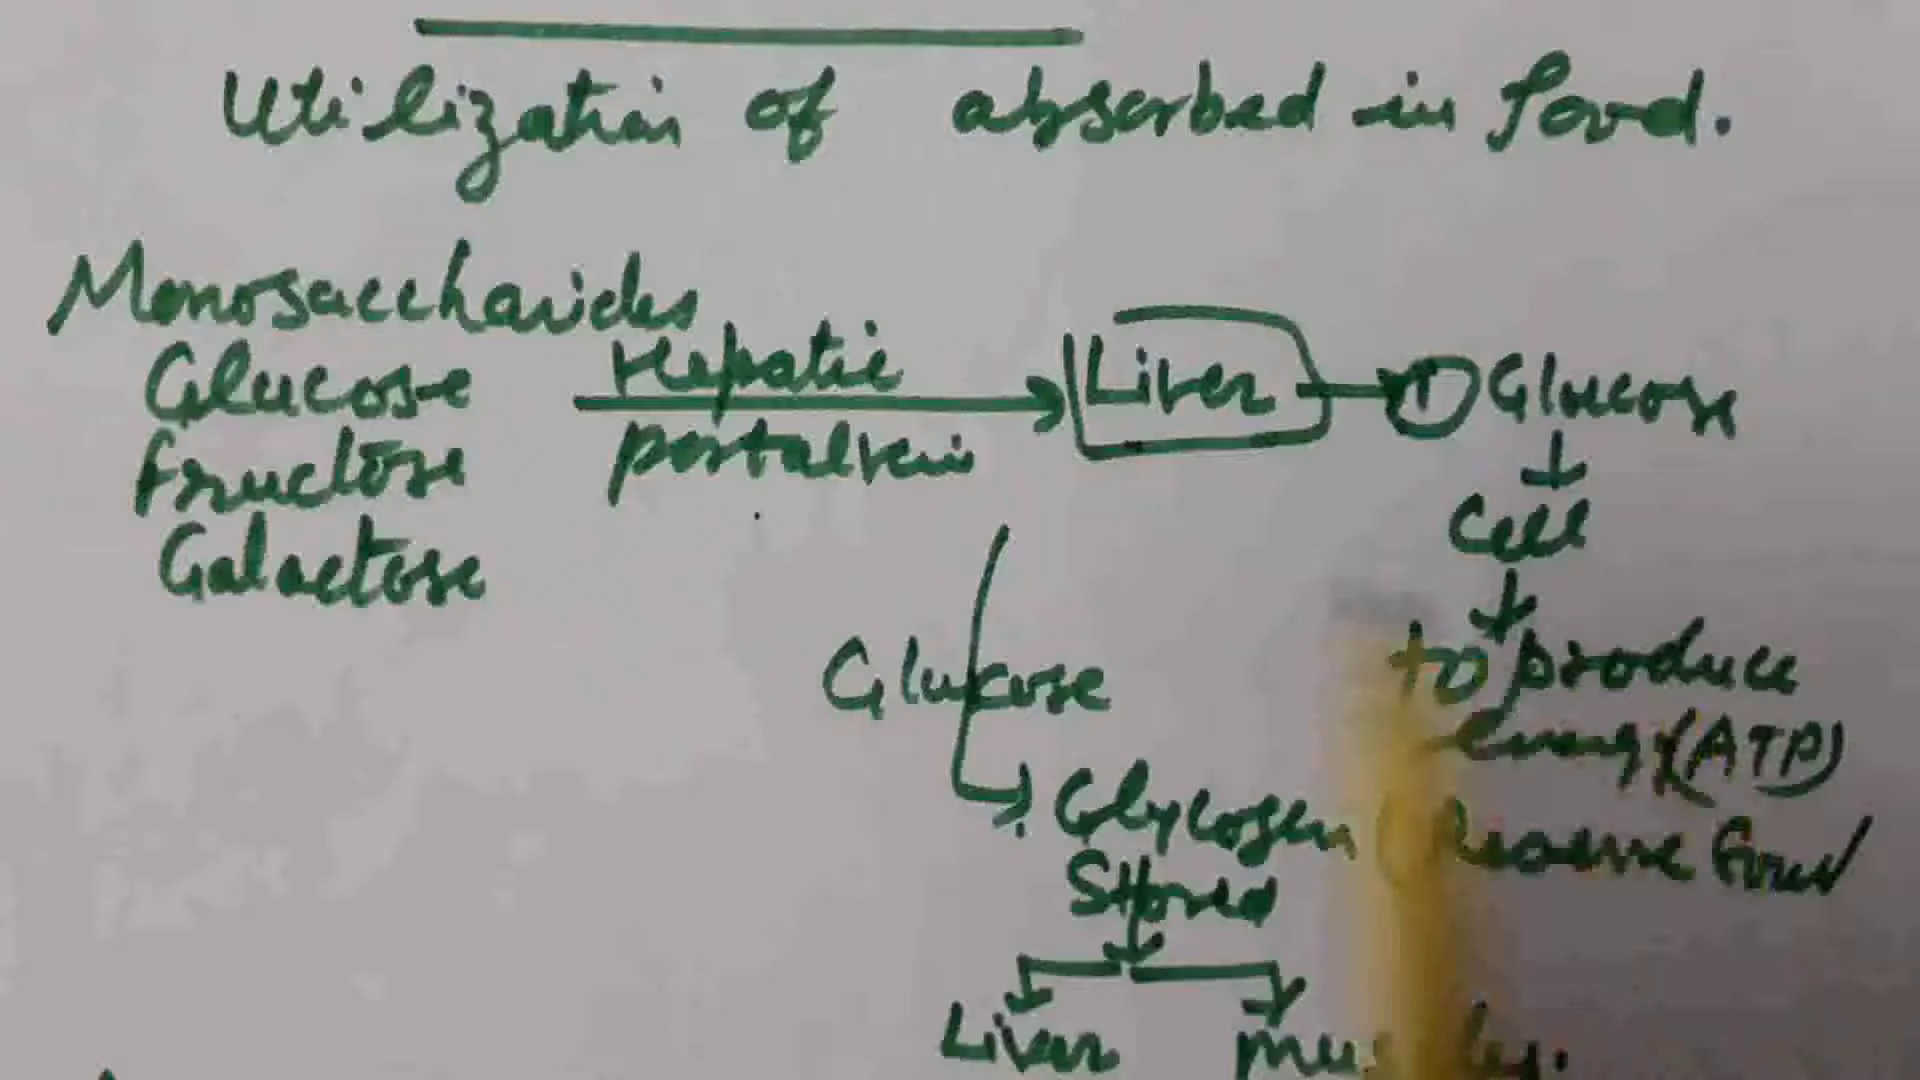 Utilization of absorbed in food.
Monosaccharides
Glucose
Fructose
Galactose
Hepatic
portal vein
Liver
1 Glucose
Cell
to produce
energy (ATP)
Glucose
Glycogen (Reserve food
Stored
Liver